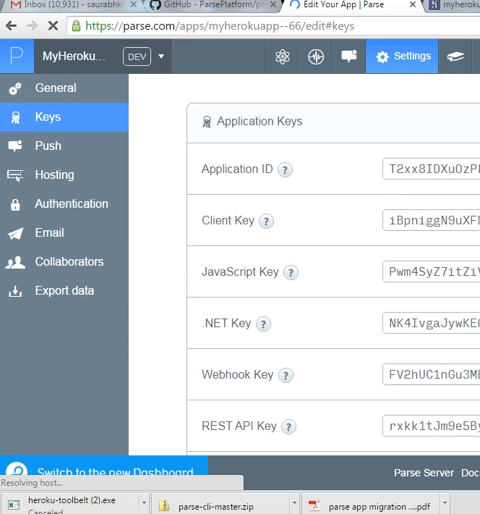 Inbox (10,931) - saurabhkh
GitHub - ParsePlatform/pa
Edit Your App | Parse
myheroku
https://parse.com/apps/myherokuapp--66/edit#keys
P MyHeroku... DEV Settings
General
Keys
Push
Hosting
Authentication
Email
Collaborators
Export data
Application Keys
Application ID ? T2xx8IDXuOzP
Client Key ? iBpniggN9uXF
JavaScript Key ? Pwm4SyZ7itZi
.NET Key ? NK4IvgaJywKE
Webhook Key ? FV2hUC1nGu3M
REST API Key ? rxkk1tJm9e5B
Switch to the new Dashboard
Parse Server Doc
Resolving host...
heroku-toolbelt (2).exe
Canceled
parse-cli-master.zip
parse app migration ....pdf